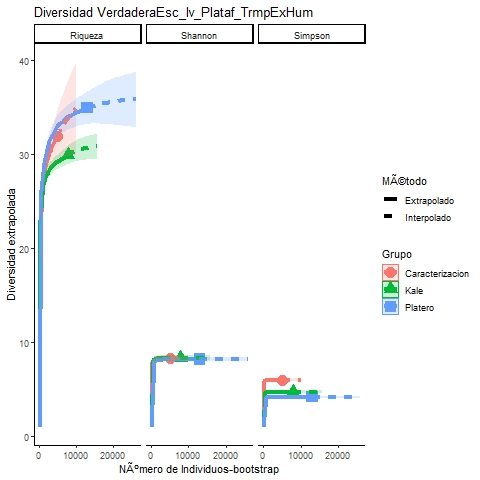 Diversidad VerdaderaEsc_lv_Plataf_TrmpExHum
Riqueza
Shannon
Simpson
40
30
20
10
0
Diversidad extrapolada
0
10000
20000
0
10000
20000
0
10000
20000
NÃºmero de Individuos-bootstrap
MÃ©todo
Extrapolado
Interpolado
Grupo
Caracterizacion
Kale
Platero